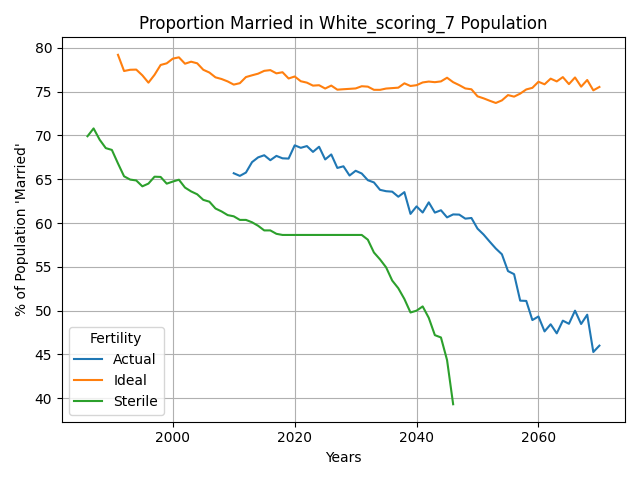 Proportion Married in White_scoring_7 Population
% of Population 'Married'
80
75
70
65
60
55
50
45
40
Fertility
Actual
Ideal
Sterile
2000
2020
2040
2060
Years